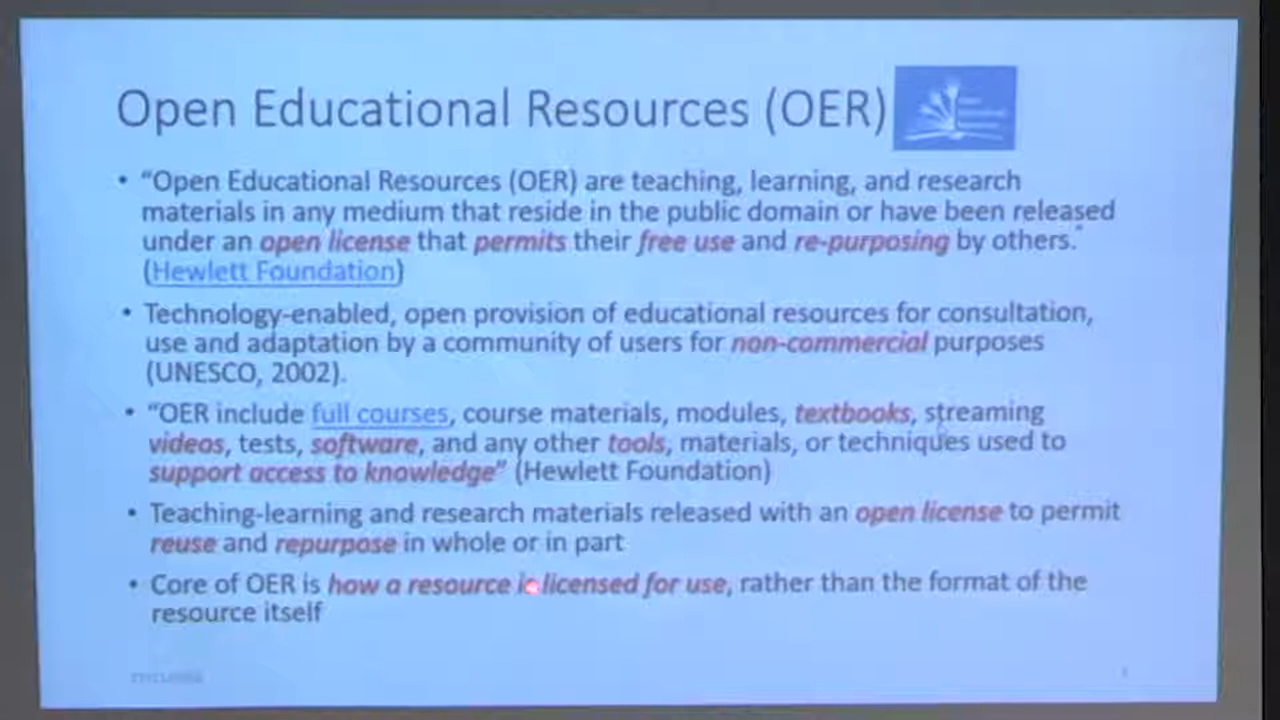 Open Educational Resources (OER)
• “Open Educational Resources (OER) are teaching, learning, and research
materials in any medium that reside in the public domain or have been released
under an open license that permits their free use and re-purposing by others.”
(Hewlett Foundation)
• Technology-enabled, open provision of educational resources for consultation,
use and adaptation by a community of users for non-commercial purposes
(UNESCO, 2002).
• “OER include full courses, course materials, modules, textbooks, streaming
videos, tests, software, and any other tools, materials, or techniques used to
support access to knowledge” (Hewlett Foundation)
• Teaching-learning and research materials released with an open license to permit
reuse and repurpose in whole or in part
• Core of OER is how a resource is licensed for use, rather than the format of the
resource itself